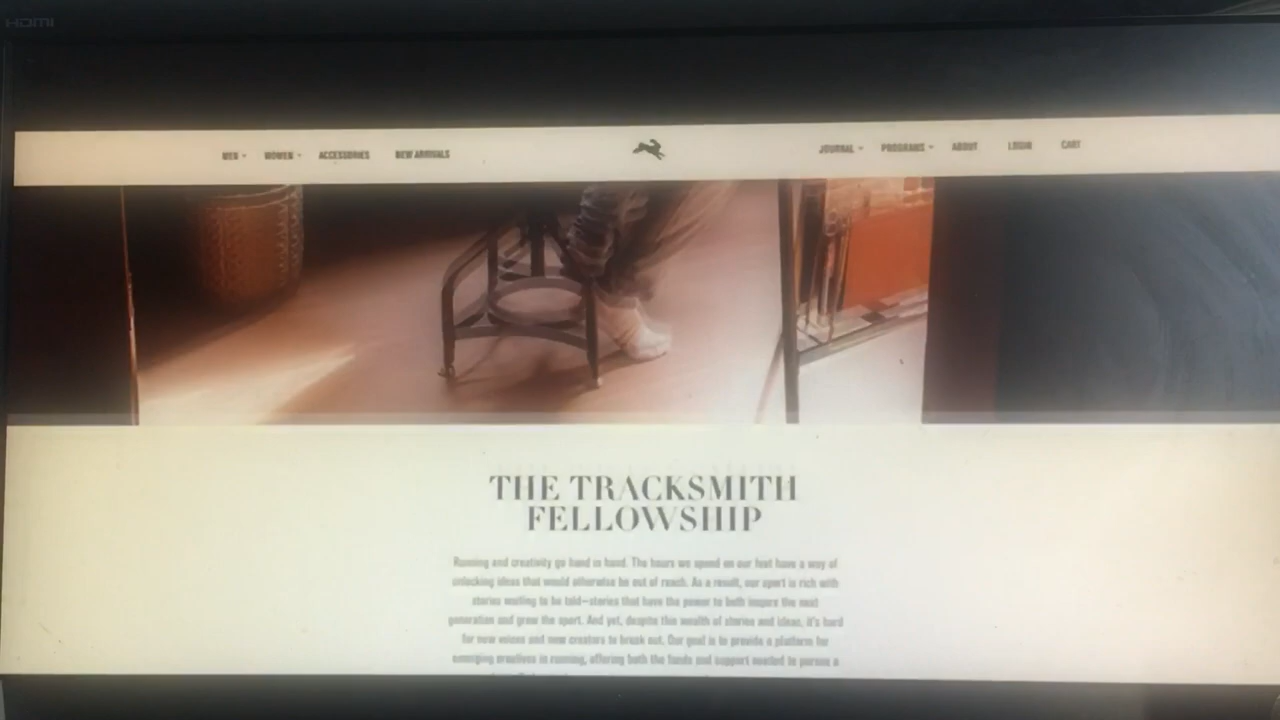 HDMI
MEN WOMEN ACCESSORIES NEW ARRIVALS JOURNAL PROGRAMS ABOUT LOGIN CART
THE TRACKSMITH
FELLOWSHIP
Running and creativity go hand in hand. The hours we spend on our feet have a way of
unlocking ideas that would otherwise be out of reach. As a result, our sport is rich with
stories waiting to be told—stories that have the power to both inspire the next
generation and grow the sport. And yet, despite this wealth of stories and ideas, it's hard
for new voices and new creators to break out. Our goal is to provide a platform for
emerging creatives in running, offering both the funds and support needed to pursue a